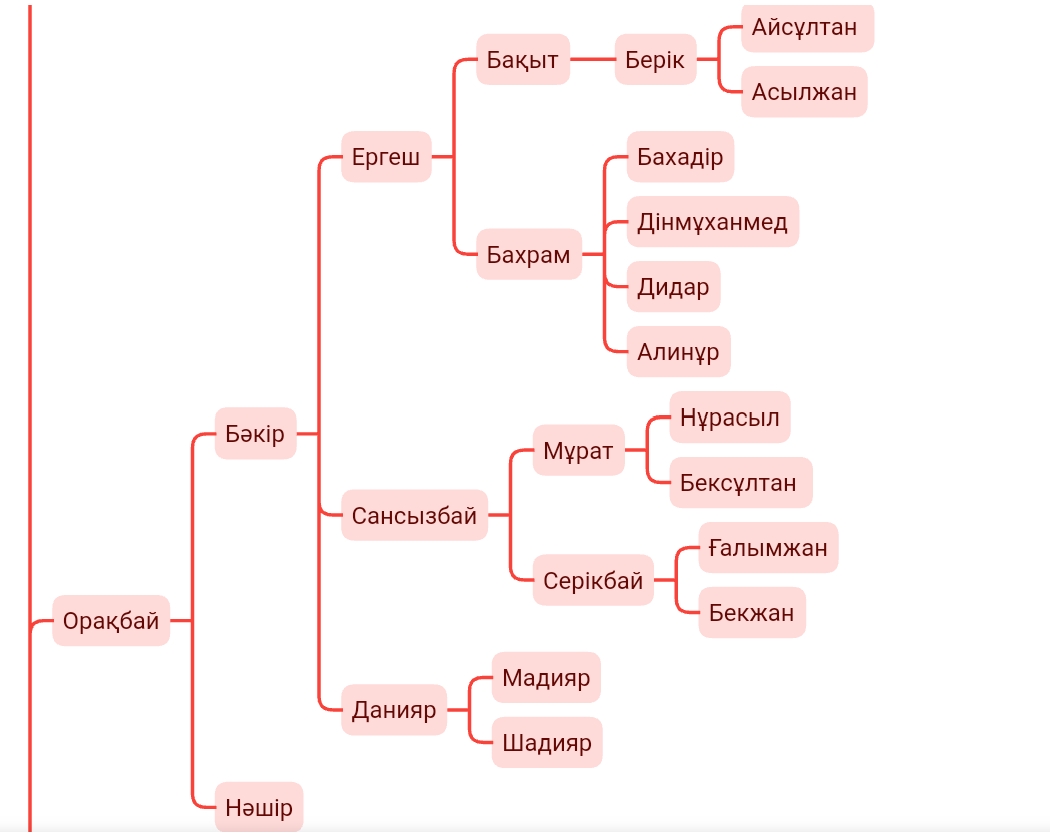 Айсұлтан
Бақыт
Берік
Асылжан
Ергеш
Бахадір
Дінмұханмед
Бахрам
Дидар
Алинұр
Бәкір
Нұрасыл
Мұрат
Бексұлтан
Сансызбай
Ғалымжан
Серікбай
Бекжан
Орақбай
Мадияр
Данияр
Шадияр
Нәшір